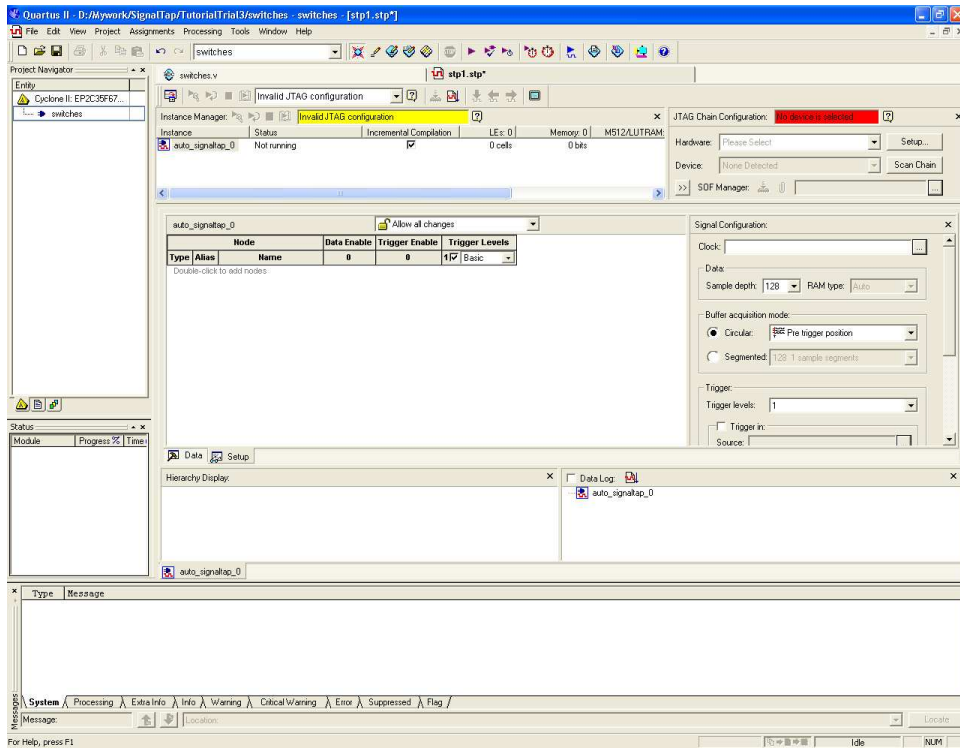 Quartus II - D:/Mywork/SignalTap/TutorialTrial3/switches - switches - [stp1.stp*]
File Edit View Project Assignments Processing Tools Window Help
switches
Project Navigator
Entity
Cyclone II: EP2C35F67...
switches
switches.v
stp1.stp*
Invalid JTAG configuration
Instance Manager: Invalid JTAG configuration
Instance Status Incremental Compilation LEs: 0 Memory: 0 M512/LUTRAM:
auto_signaltap_0 Not running 0 cells 0 bits
JTAG Chain Configuration: No device is selected
Hardware: Please Select Setup...
Device: None Detected Scan Chain
>> SOF Manager: ...
auto_signaltap_0 Allow all changes
Node Data Enable Trigger Enable Trigger Levels
Type Alias Name 0 0 1 Basic
Double-click to add nodes
Signal Configuration:
Clock: ...
Data:
Sample depth: 128 RAM type: Auto
Buffer acquisition mode:
Circular: Pre trigger position
Segmented: 128 1 sample segments
Trigger:
Trigger levels: 1
Trigger in:
Source:
Status
Module Progress % Time
Data Setup
Hierarchy Display:
Data Log:
auto_signaltap_0
auto_signaltap_0
Type Message
Messages
System Processing Extra Info Info Warning Critical Warning Error Suppressed Flag
Message: Location: Locate
For Help, press F1 Idle NUM